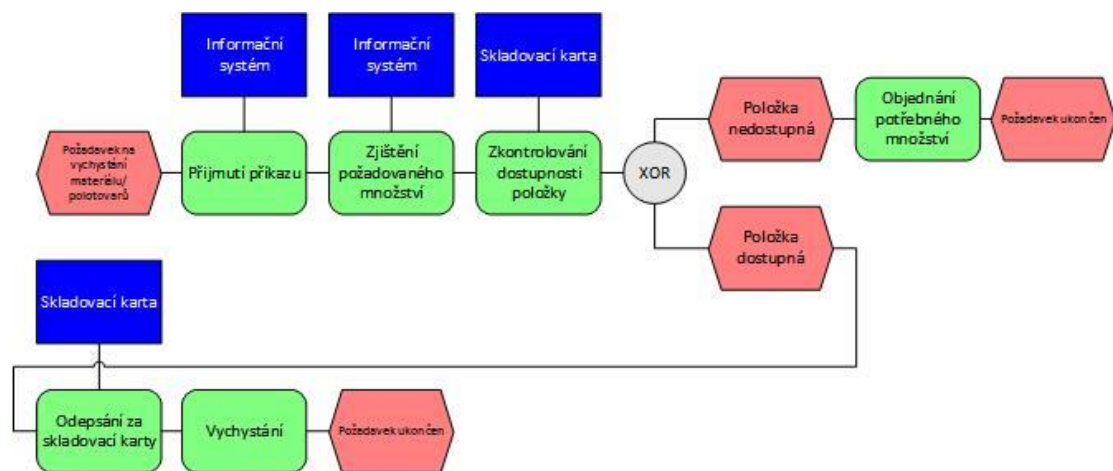 Informační
systém
Informační
systém
Skladovací karta
Požadavek na
vychystání
materiálu/
polotovarů
Přijmutí příkazu
Zjištění
požadovaného
množství
Zkontrolování
dostupnosti
položky
XOR
Položka
nedostupná
Objednání
potřebného
množství
Požadavek ukončen
Položka
dostupná
Skladovací karta
Odepsání za
skladovací karty
Vychystání
Požadavek ukončen